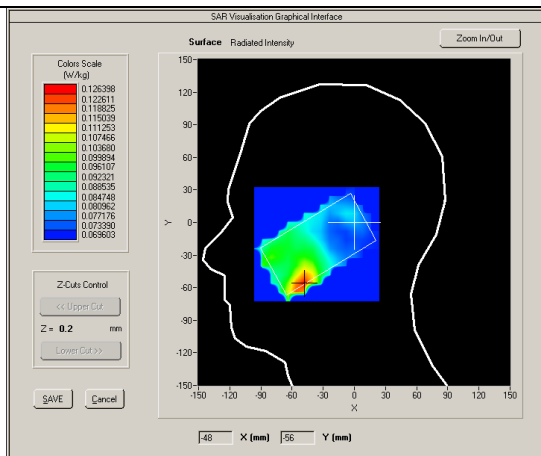 SAR Visualisation Graphical Interface
Surface Radiated Intensity
Zoom In/Out
Colors Scale
(W/kg)
0.126398
0.122611
0.118825
0.115039
0.111253
0.107466
0.103680
0.099894
0.096107
0.092321
0.088535
0.084748
0.080962
0.077176
0.073390
0.069603
Z-Cuts Control
<< Upper Cut
Z = 0.2 mm
Lower Cut >>
SAVE Cancel
150-
120-
90-
60-
30-
0-
-30-
-60-
-90-
-120-
-150-
Y
-150 -120 -90 -60 -30 0 30 60 90 120 150
X
-48 X (mm) -56 Y (mm)